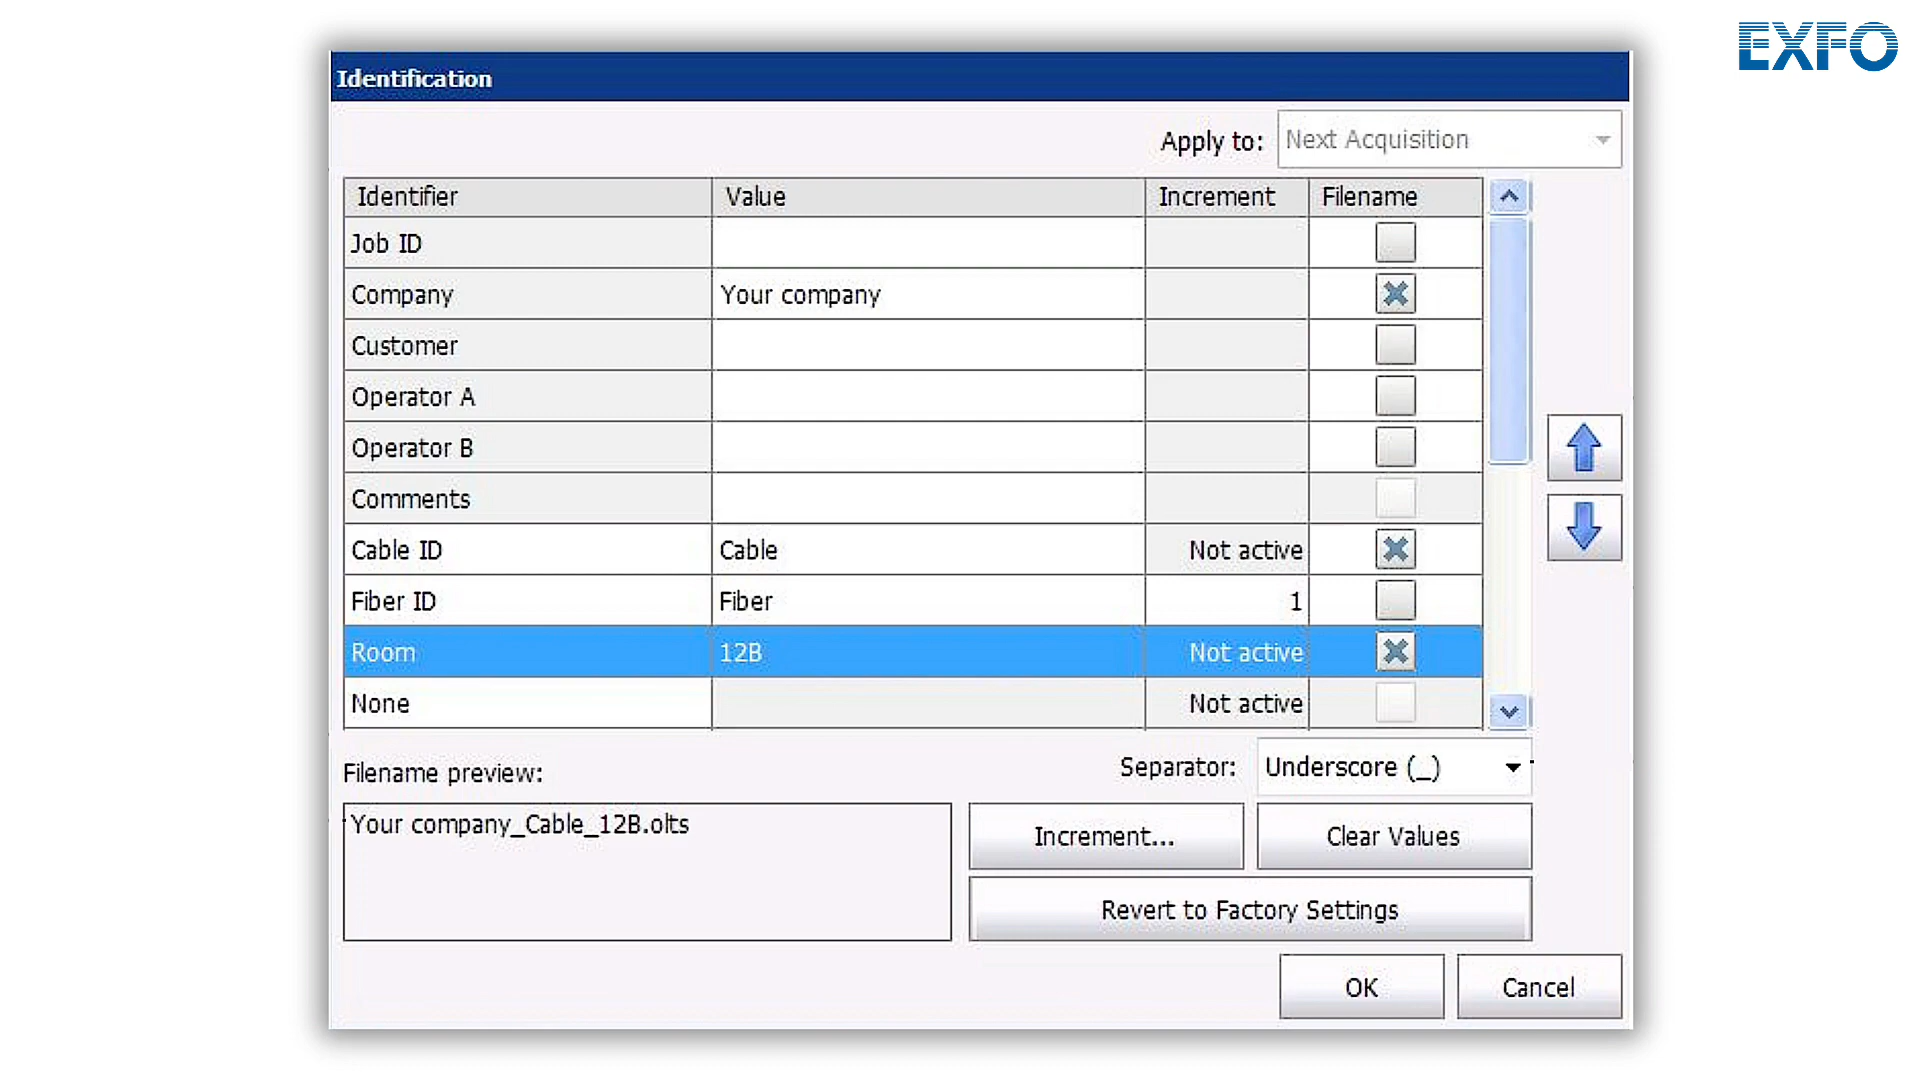 EXFO
Identification
Apply to: Next Acquisition
Identifier Value Increment Filename
Job ID
Company Your company
Customer
Operator A
Operator B
Comments
Cable ID Cable Not active
Fiber ID Fiber 1
Room 12B Not active
None Not active
Filename preview: Separator: Underscore (_)
Your company_Cable_12B.olts
Increment... Clear Values
Revert to Factory Settings
OK Cancel